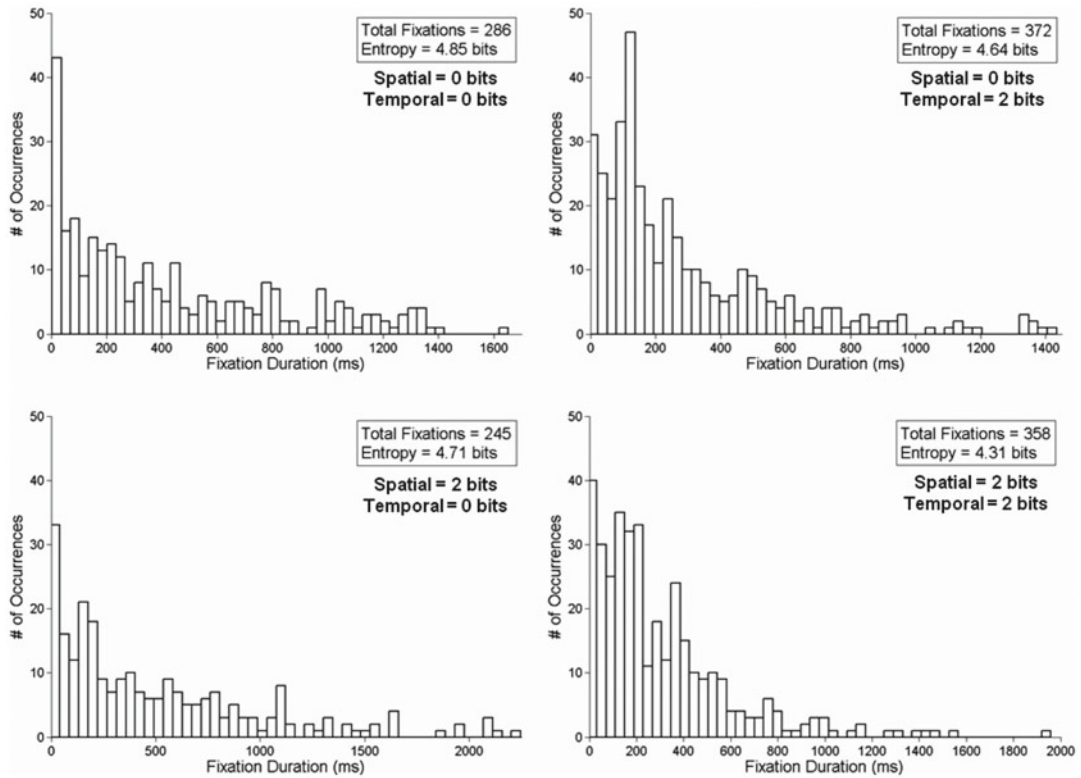 50
40
30
20
10
0
# of Occurrences
Total Fixations = 286
Entropy = 4.85 bits
Spatial = 0 bits
Temporal = 0 bits
0 200 400 600 800 1000 1200 1400 1600
Fixation Duration (ms)
50
40
30
20
10
0
# of Occurrences
Total Fixations = 372
Entropy = 4.64 bits
Spatial = 0 bits
Temporal = 2 bits
0 200 400 600 800 1000 1200 1400
Fixation Duration (ms)
50
40
30
20
10
0
# of Occurrences
Total Fixations = 245
Entropy = 4.71 bits
Spatial = 2 bits
Temporal = 0 bits
0 500 1000 1500 2000
Fixation Duration (ms)
50
40
30
20
10
0
# of Occurrences
Total Fixations = 358
Entropy = 4.31 bits
Spatial = 2 bits
Temporal = 2 bits
0 200 400 600 800 1000 1200 1400 1600 2000
Fixation Duration (ms)